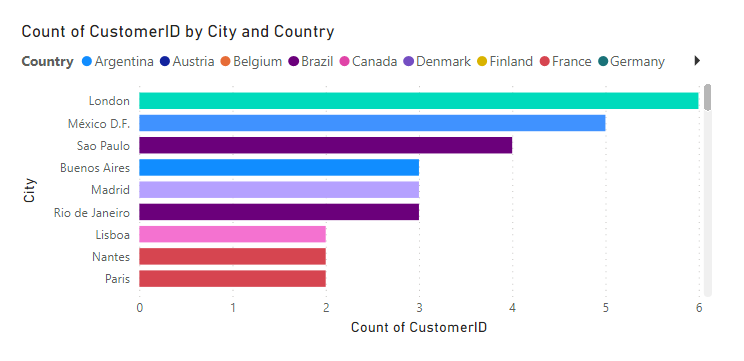 Count of CustomerID by City and Country
Country Argentina Austria Belgium Brazil Canada Denmark Finland France Germany
London
México D.F.
Sao Paulo
Buenos Aires
Madrid
Rio de Janeiro
Lisboa
Nantes
Paris
City
0 1 2 3 4 5 6
Count of CustomerID